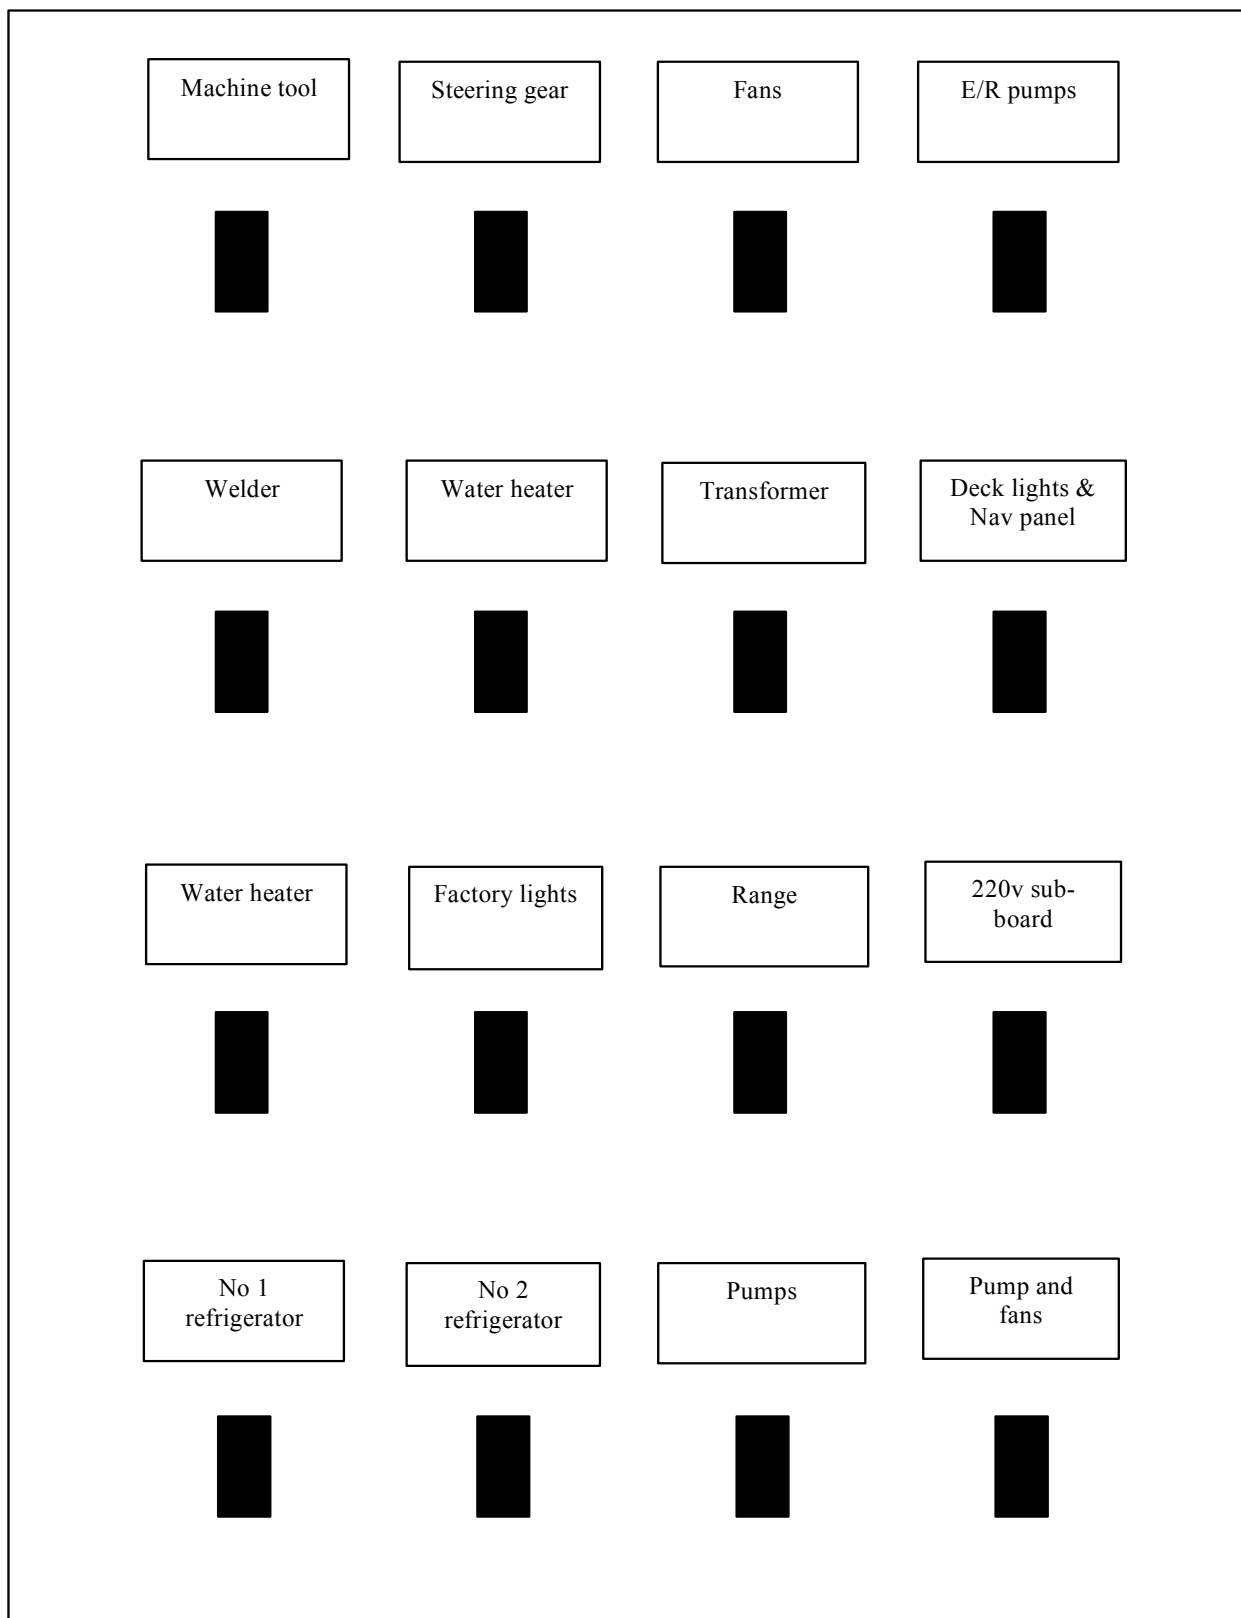 Machine tool
Steering gear
Fans
E/R pumps
Welder
Water heater
Transformer
Deck lights &
Nav panel
Water heater
Factory lights
Range
220v sub-
board
No 1
refrigerator
No 2
refrigerator
Pumps
Pump and
fans